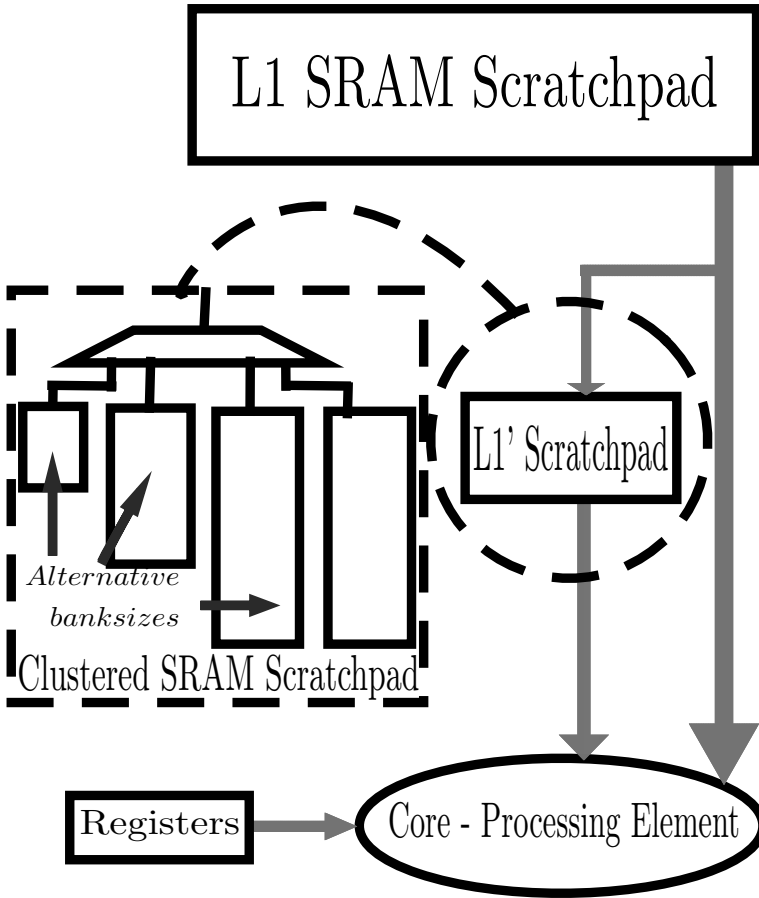 L1 SRAM Scratchpad
L1' Scratchpad
Alternative
banksizes
Clustered SRAM Scratchpad
Registers
Core - Processing Element